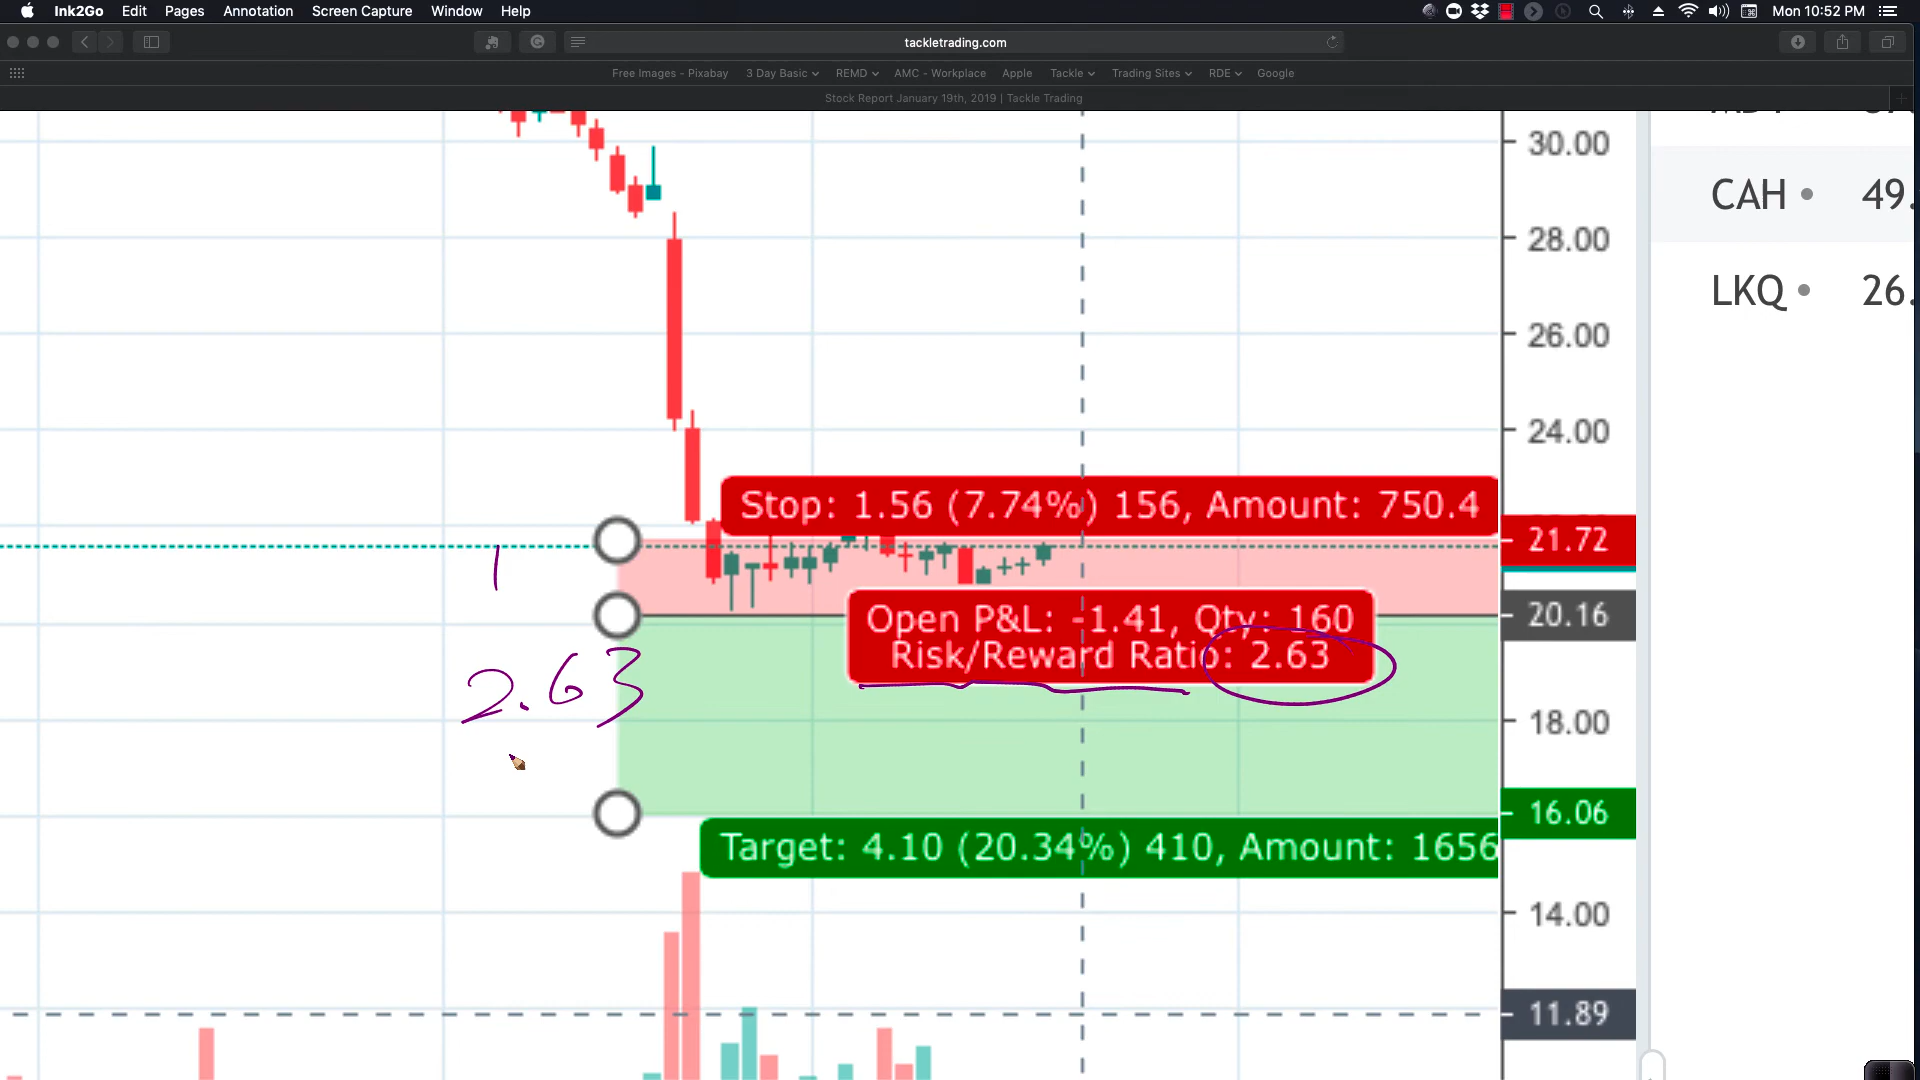 Ink2Go Edit Pages Annotation Screen Capture Window Help Mon 10:52 PM
tackletrading.com
Free Images - Pixabay 3 Day Basic REMD AMC - Workplace Apple Tackle Trading Sites RDE Google
Stock Report January 19th, 2019 | Tackle Trading
30.00
CAH 49.
28.00
LKQ 26.
26.00
24.00
Stop: 1.56 (7.74%) 156, Amount: 750.4
21.72
1
Open P&L: -1.41, Qty: 160
20.16
Risk/Reward Ratio: 2.63
2.63
18.00
16.06
Target: 4.10 (20.34%) 410, Amount: 1656
14.00
11.89